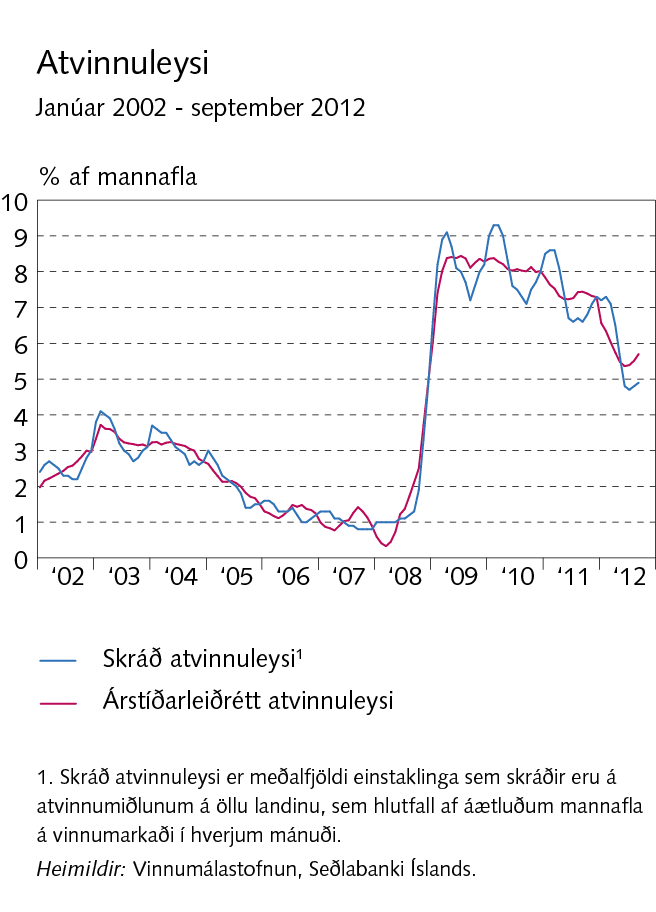 Atvinnuleysi
Janúar 2002 - september 2012
% af mannafla
10
9
8
7
6
5
4
3
2
1
0
‘02 ‘03 ‘04 ‘05 ‘06 ‘07 ‘08 ‘09 ‘10 ‘11 ‘12
Skráð atvinnuleysi¹
Árstíðarleiðrétt atvinnuleysi
1. Skráð atvinnuleysi er meðalfjöldi einstaklinga sem skráðir eru á
atvinnumiðlunum á öllu landinu, sem hlutfall af áætluðum mannafla
á vinnumarkaði í hverjum mánuði.
Heimildir: Vinnumálastofnun, Seðlabanki Íslands.